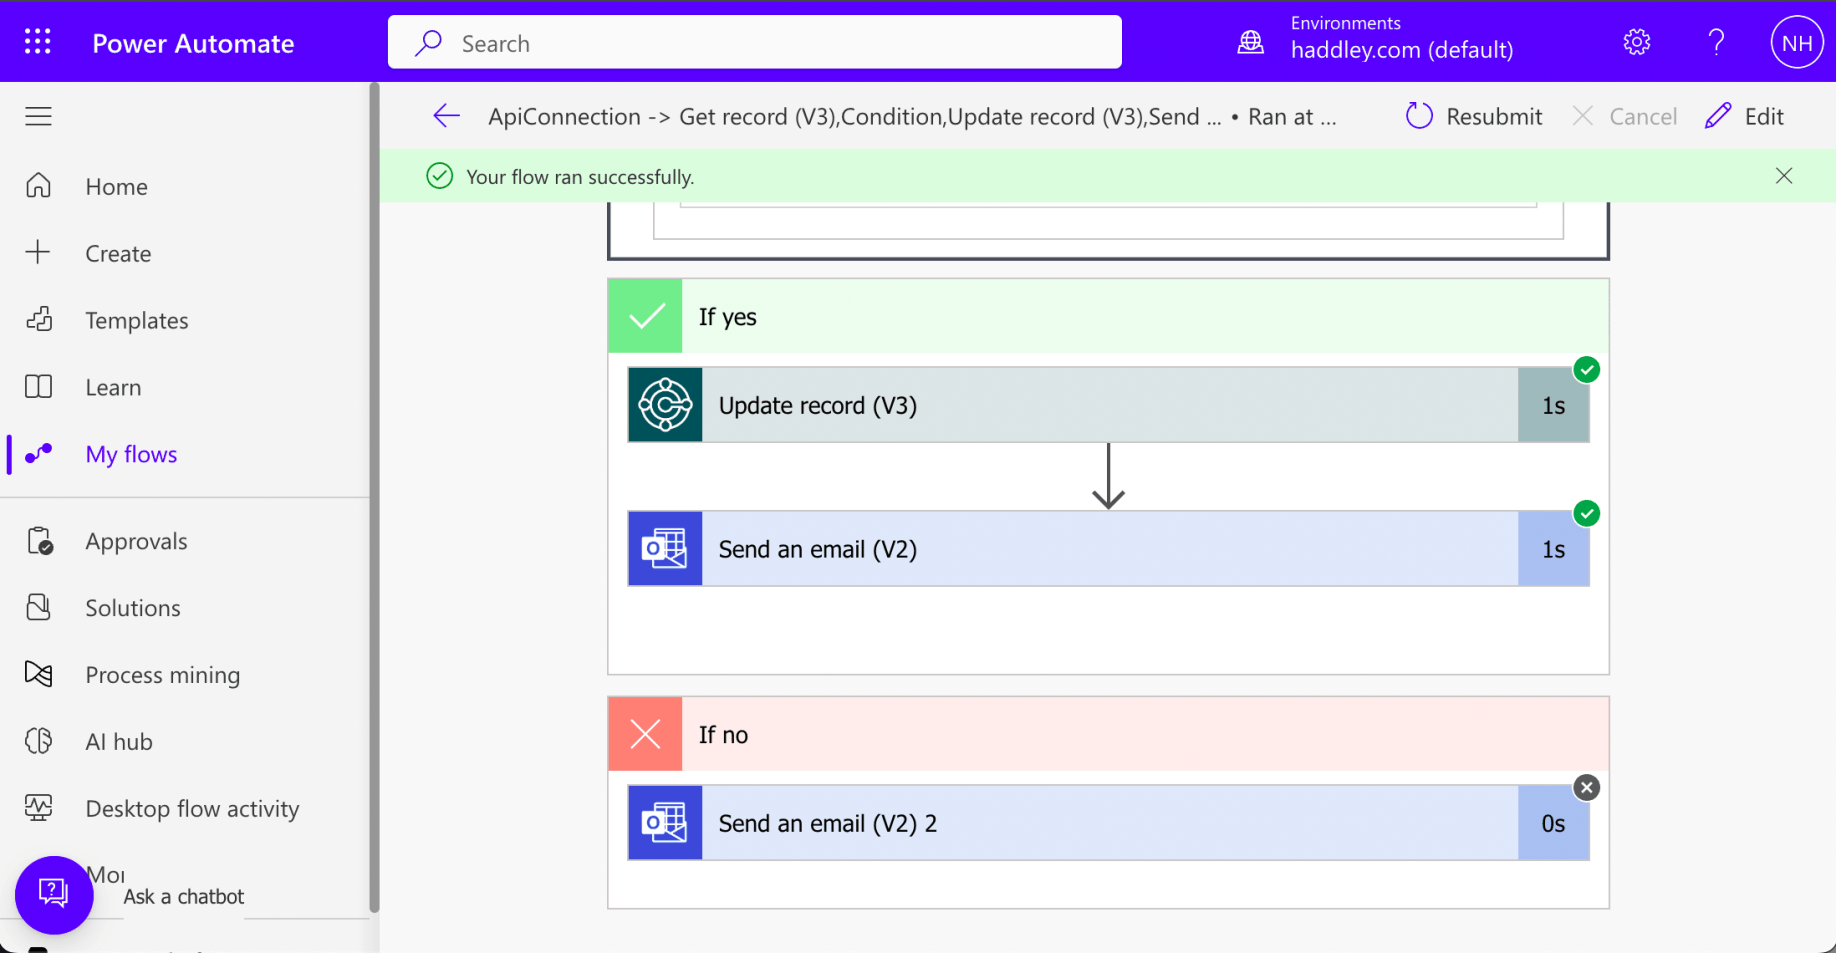 Power Automate
Search
Environments
haddley.com (default)
?
NH
ApiConnection -> Get record (V3),Condition,Update record (V3),Send ... • Ran at ...
Resubmit
Cancel
Edit
Your flow ran successfully.
Home
Create
Templates
Learn
My flows
Approvals
Solutions
Process mining
AI hub
Desktop flow activity
Ask a chatbot
If yes
Update record (V3)
1s
Send an email (V2)
1s
If no
Send an email (V2) 2
0s